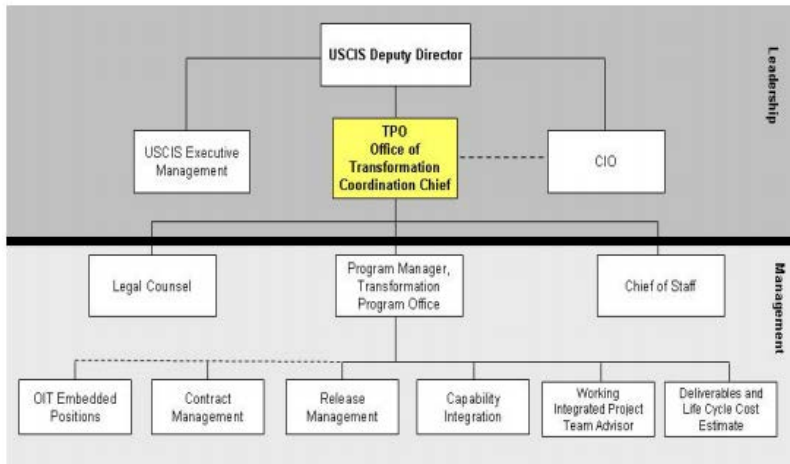 USCIS Deputy Director
Leadership
USCIS Executive
Management
TPO
Office of
Transformation
Coordination Chief
CIO
Legal Counsel
Program Manager,
Transformation
Program Office
Chief of Staff
Management
OIT Embedded
Positions
Contract
Management
Release
Management
Capability
Integration
Working
Integrated Project
Team Advisor
Deliverables and
Life Cycle Cost
Estimate